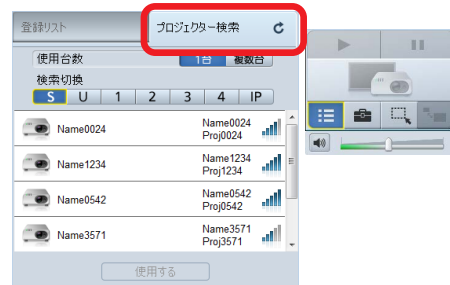 登録リスト
プロジェクター検索
使用台数
1台 複数台
検索切換
S U 1 2 3 4 IP
Name0024 Name0024
Proj0024
Name1234 Name1234
Proj1234
Name0542 Name0542
Proj0542
Name3571 Name3571
Proj3571
使用する